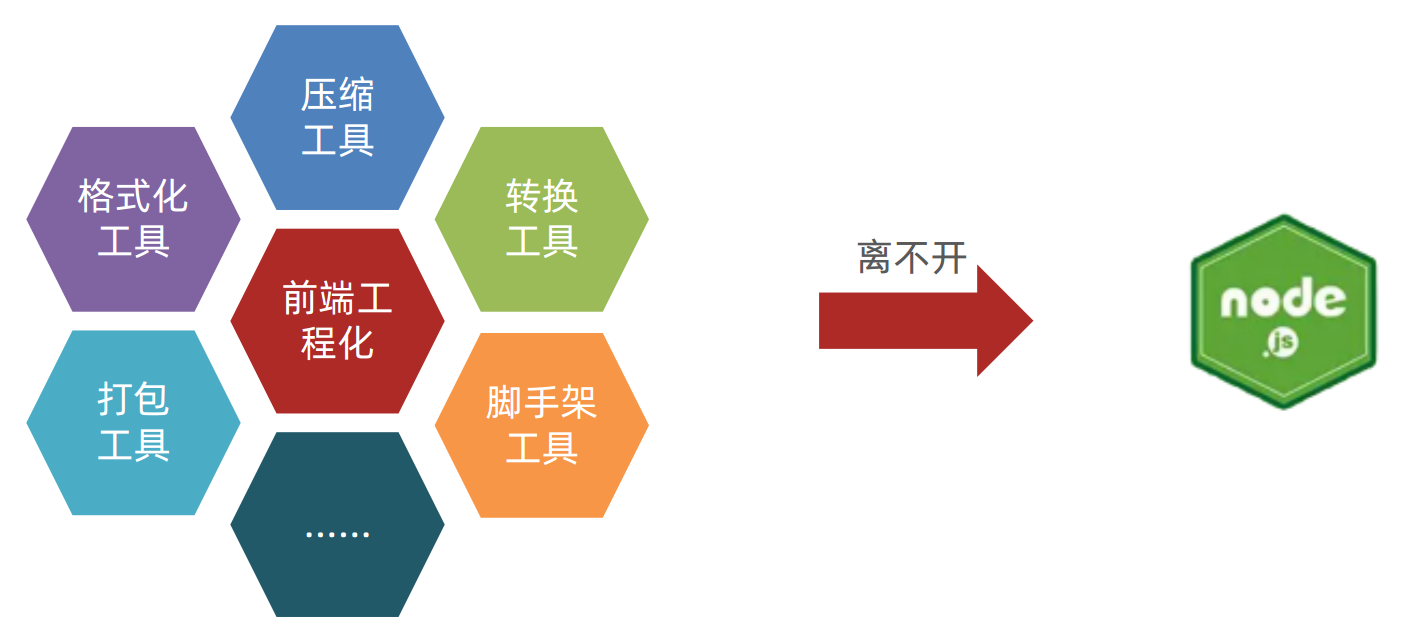 压缩
工具
格式化
工具
转换
工具
前端工
程化
打包
工具
脚手架
工具
……
离不开
node
.js